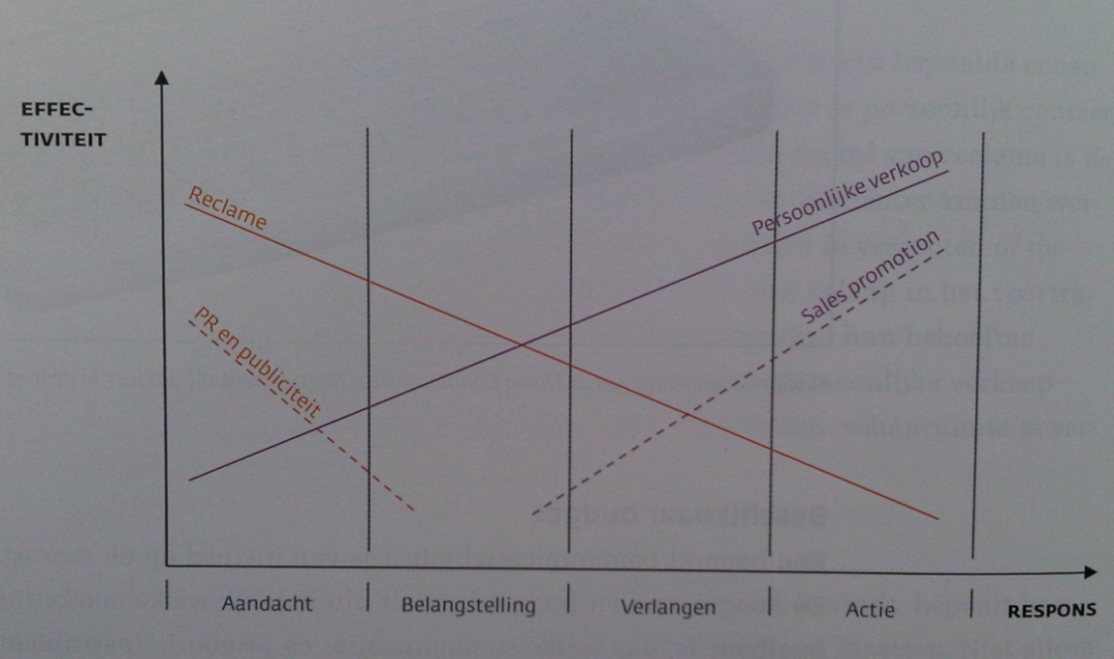 EFFEC-
TIVITEIT
Reclame
PR en publiciteit
Persoonlijke verkoop
Sales promotion
Aandacht
Belangstelling
Verlangen
Actie
RESPONS